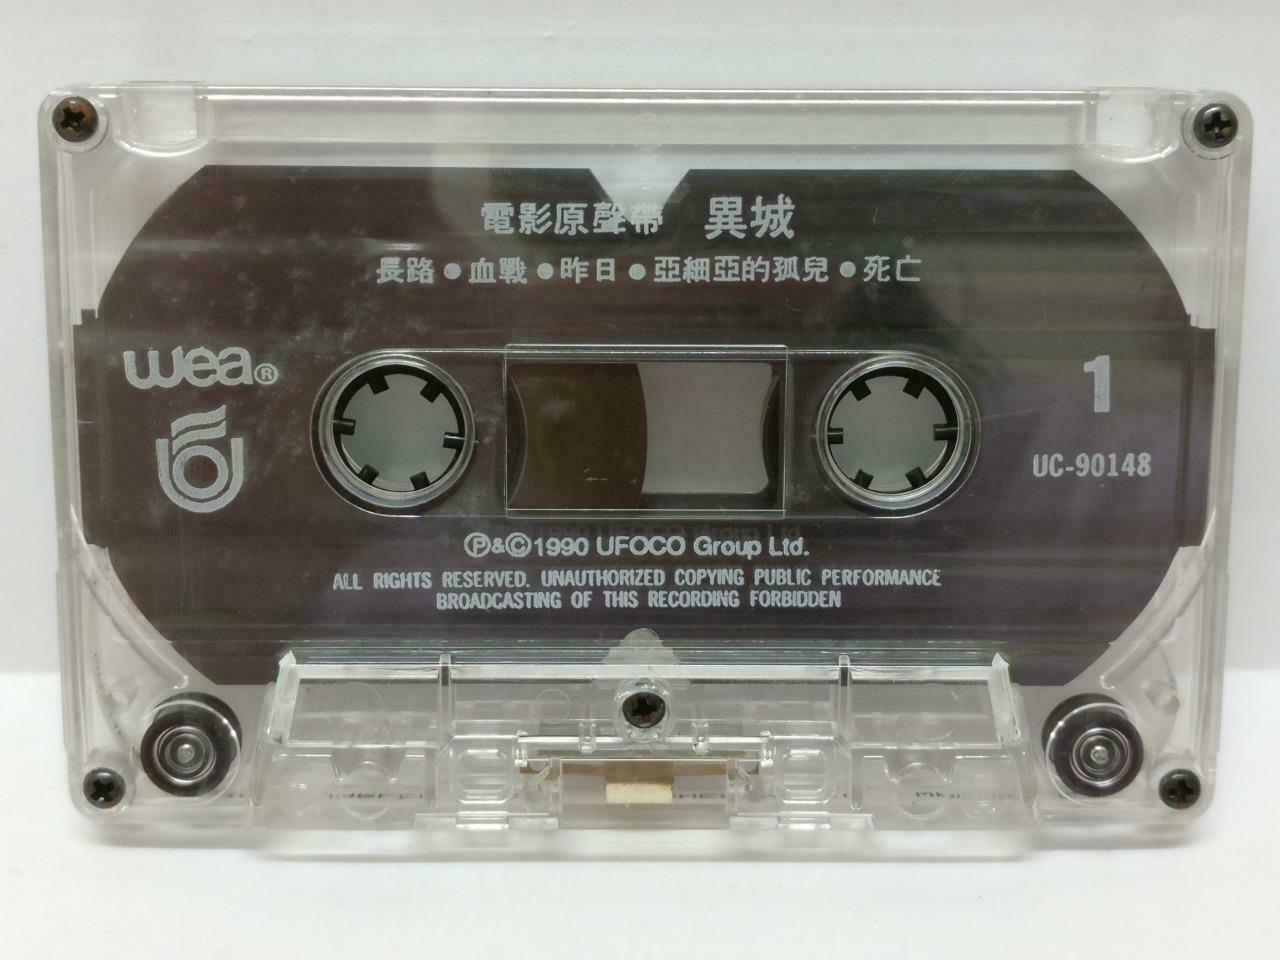 電影原聲帶 異城
長路●血戰●昨日●亞細亞的孤兒●死亡
wea®
1
UC-90148
Ⓟ&©1990 UFOCO Group Ltd.
ALL RIGHTS RESERVED. UNAUTHORIZED COPYING PUBLIC PERFORMANCE
BROADCASTING OF THIS RECORDING FORBIDDEN